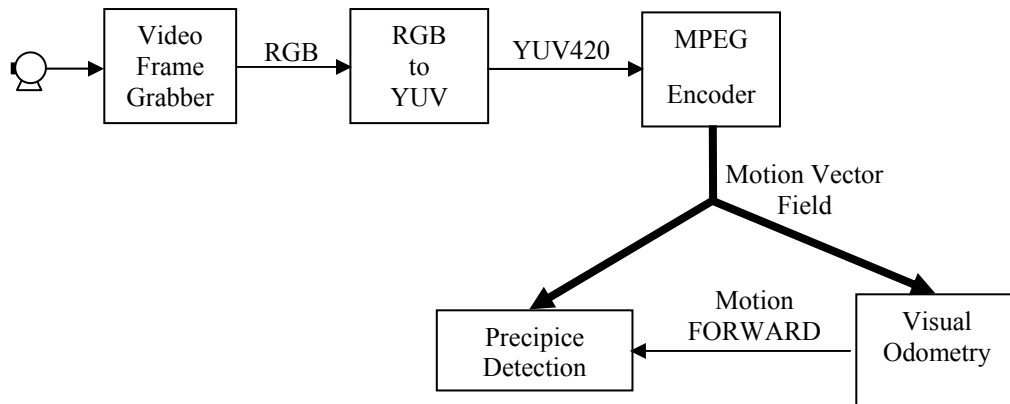 Video
Frame
Grabber
RGB
RGB
to
YUV
YUV420
MPEG
Encoder
Motion Vector
Field
Precipice
Detection
Motion
FORWARD
Visual
Odometry